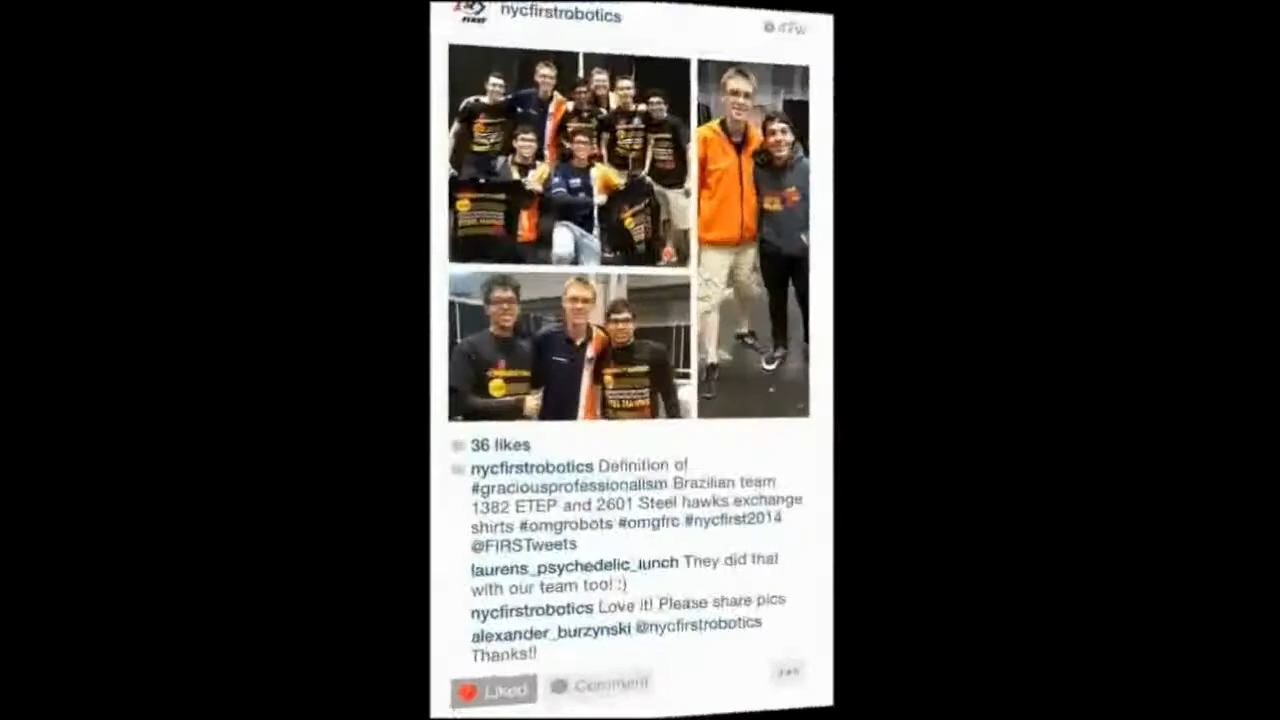 FIRST
nycfirstrobotics
47w
36 likes
nycfirstrobotics Definition of
#graciousprofessionalism Brazilian team
1382 ETEP and 2601 Steel hawks exchange
shirts #omgrobots #omgfrc #nycfirst2014
@FIRSTweets
laurens_psychedelic_lunch They did that
with our team too! :)
nycfirstrobotics Love it! Please share pics
alexander_burzynski @nycfirstrobotics
Thanks!!
Liked
Comment